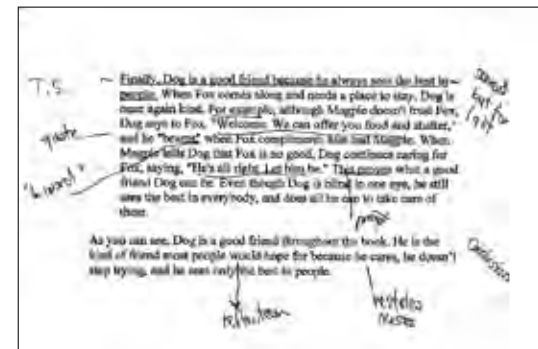 T.S.
Finally, Dog is a good friend because he always sees the best in
people. When Fox comes along and needs a place to stay, Dog is
once again kind. For example, although Magpie doesn't trust Fox,
Dog says to Fox, "Welcome. We can offer you food and shelter,"
quote
and he "beams" when Fox compliments him and Magpie. When
Magpie tells Dog that Fox is no good, Dog continues caring for
Fox, saying, "He's all right. Let him be." This proves what a good
friend Dog can be. Even though Dog is blind in one eye, he still
sees the best in everybody, and does all he can to take care of
them.
As you can see, Dog is a good friend throughout the book. He is the
kind of friend most people would hope for because he cares, he doesn't
stop trying, and he sees only the best in people.